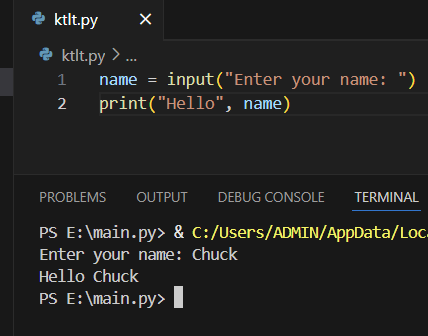 ktlt.py
ktlt.py > ...
1 name = input("Enter your name: ")
2 print("Hello", name)
PROBLEMS OUTPUT DEBUG CONSOLE TERMINAL
PS E:\main.py> & C:/Users/ADMIN/AppData/Loc
Enter your name: Chuck
Hello Chuck
PS E:\main.py>